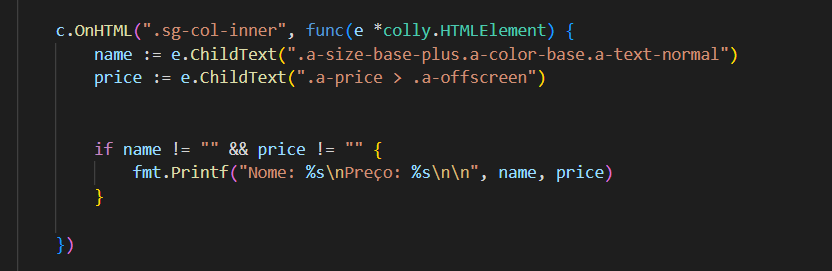 c.OnHTML(".sg-col-inner", func(e *colly.HTMLElement) {
name := e.ChildText(".a-size-base-plus.a-color-base.a-text-normal")
price := e.ChildText(".a-price > .a-offscreen")
if name != "" && price != "" {
fmt.Printf("Nome: %s\nPreço: %s\n\n", name, price)
}
})